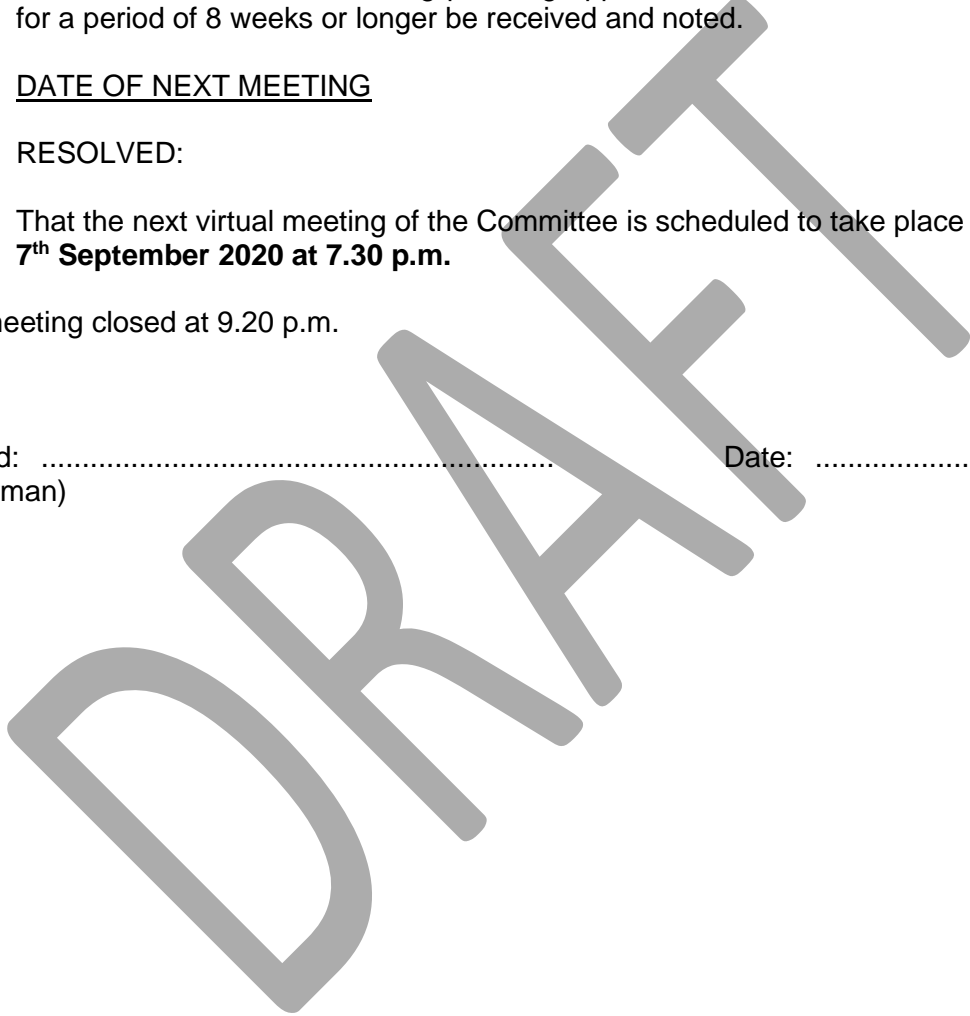 for a period of 8 weeks or longer be received and noted.
DATE OF NEXT MEETING
RESOLVED:
That the next virtual meeting of the Committee is scheduled to take place
7th September 2020 at 7.30 p.m.
meeting closed at 9.20 p.m.
d: .............................................................. Date: ...................
man)
DRAFT